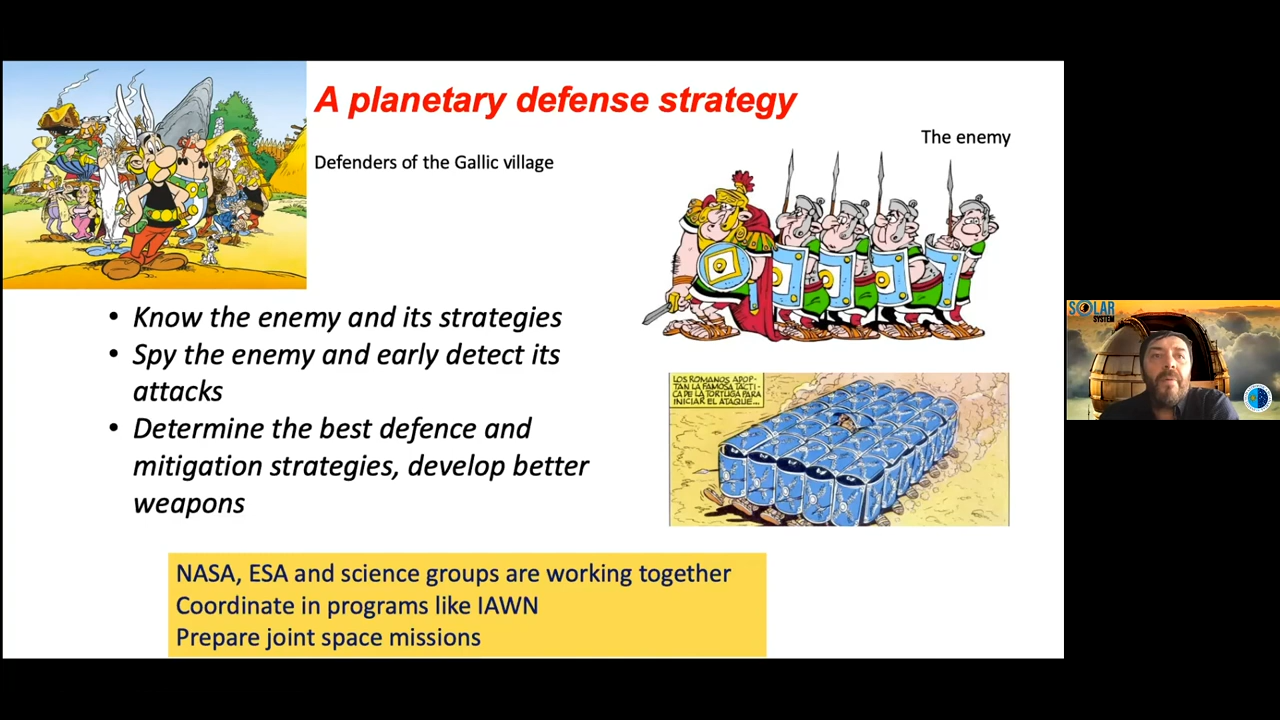 A planetary defense strategy
Defenders of the Gallic village
The enemy
• Know the enemy and its strategies
• Spy the enemy and early detect its
attacks
• Determine the best defence and
mitigation strategies, develop better
weapons
LOS ROMANOS ADOP-
TAN LA FAMOSA TÁCTI-
CA DE LA TORTUGA PARA
INICIAR EL ATAQUE...
NASA, ESA and science groups are working together
Coordinate in programs like IAWN
Prepare joint space missions
SOLAR
SYSTEM